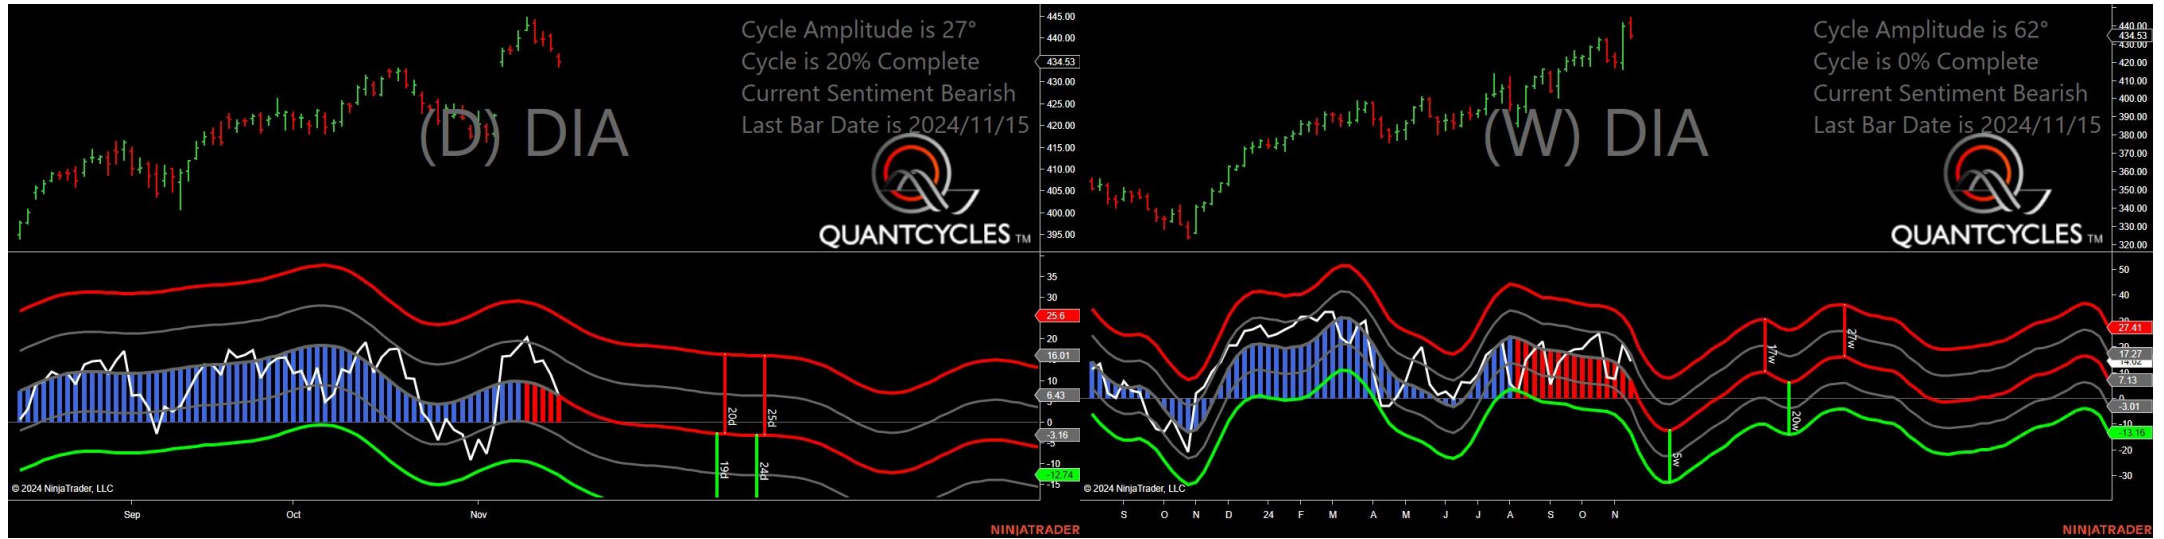 Cycle Amplitude is 27°
Cycle is 20% Complete
Current Sentiment Bearish
Last Bar Date is 2024/11/15
(D) DIA
QUANTCYCLES TM
445.00
440.00
434.53
430.00
425.00
420.00
415.00
410.00
405.00
400.00
395.00
35
30
25.6
20
16.01
10
6.43
5
0
-3.16
-5
-10
-12.74
-15
20d
25d
19d
24d
© 2024 NinjaTrader, LLC
Sep
Oct
Nov
NINJATRADER
Cycle Amplitude is 62°
Cycle is 0% Complete
Current Sentiment Bearish
Last Bar Date is 2024/11/15
(W) DIA
QUANTCYCLES TM
440.00
434.53
430.00
420.00
410.00
400.00
390.00
380.00
370.00
360.00
350.00
340.00
330.00
320.00
50
40
27.41
17.27
7.13
0
-3.01
-10
-13.16
-20
-30
17w
27w
20w
5w
© 2024 NinjaTrader, LLC
S
O
N
D
24
F
M
A
M
J
J
A
S
O
N
NINJATRADER